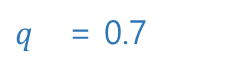 q = 0.7